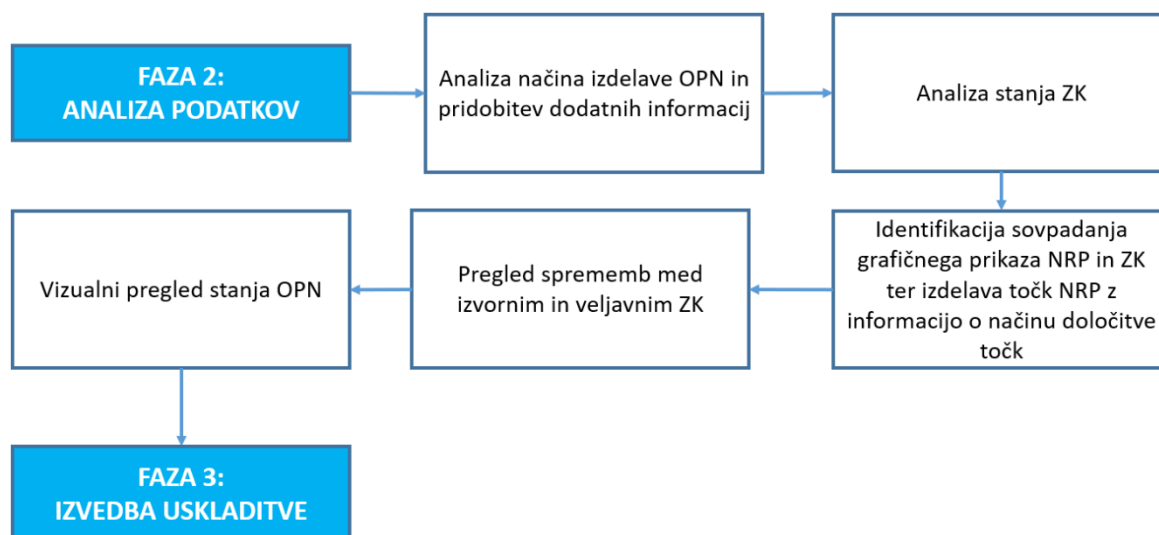 FAZA 2:
ANALIZA PODATKOV
Analiza načina izdelave OPN in
pridobitev dodatnih informacij
Analiza stanja ZK
Identifikacija sovpadanja
grafičnega prikaza NRP in ZK
ter izdelava točk NRP z
informacijo o načinu določitve
točk
Pregled sprememb med
izvornim in veljavnim ZK
Vizualni pregled stanja OPN
FAZA 3:
IZVEDBA USKLADITVE